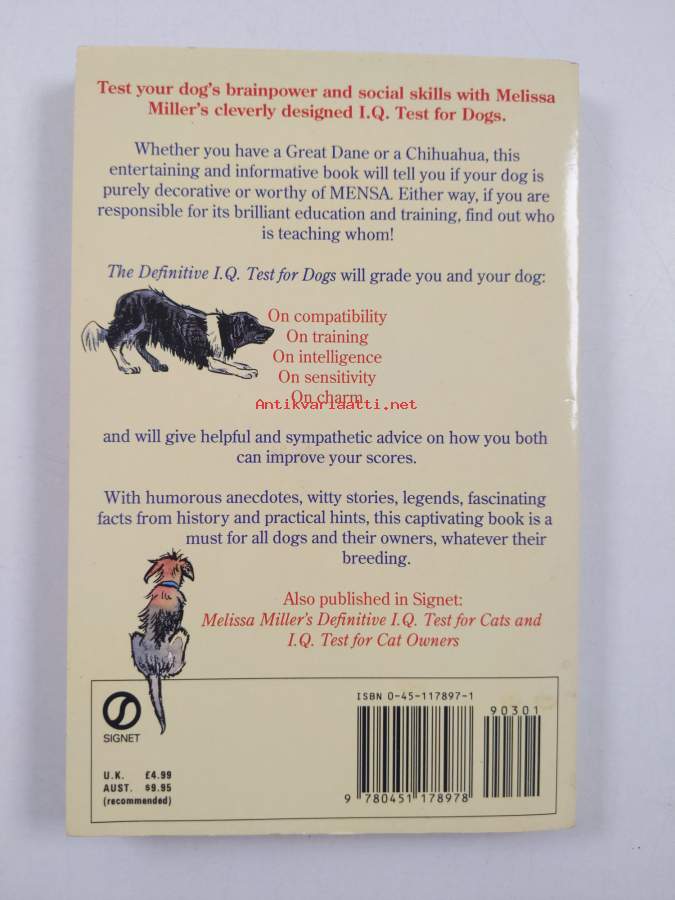 Test your dog's brainpower and social skills with Melissa
Miller's cleverly designed I.Q. Test for Dogs.
Whether you have a Great Dane or a Chihuahua, this
entertaining and informative book will tell you if your dog is
purely decorative or worthy of MENSA. Either way, if you are
responsible for its brilliant education and training, find out who
is teaching whom!
The Definitive I.Q. Test for Dogs will grade you and your dog:
On compatibility
On training
On intelligence
On sensitivity
On charm
Antikvariaatti.net
and will give helpful and sympathetic advice on how you both
can improve your scores.
With humorous anecdotes, witty stories, legends, fascinating
facts from history and practical hints, this captivating book is a
must for all dogs and their owners, whatever their
breeding.
Also published in Signet:
Melissa Miller's Definitive I.Q. Test for Cats and
I.Q. Test for Cat Owners
ISBN 0-45-117897-1
90301
SIGNET
U.K. £4.99
AUST. $9.95
(recommended)
9 780451 178978